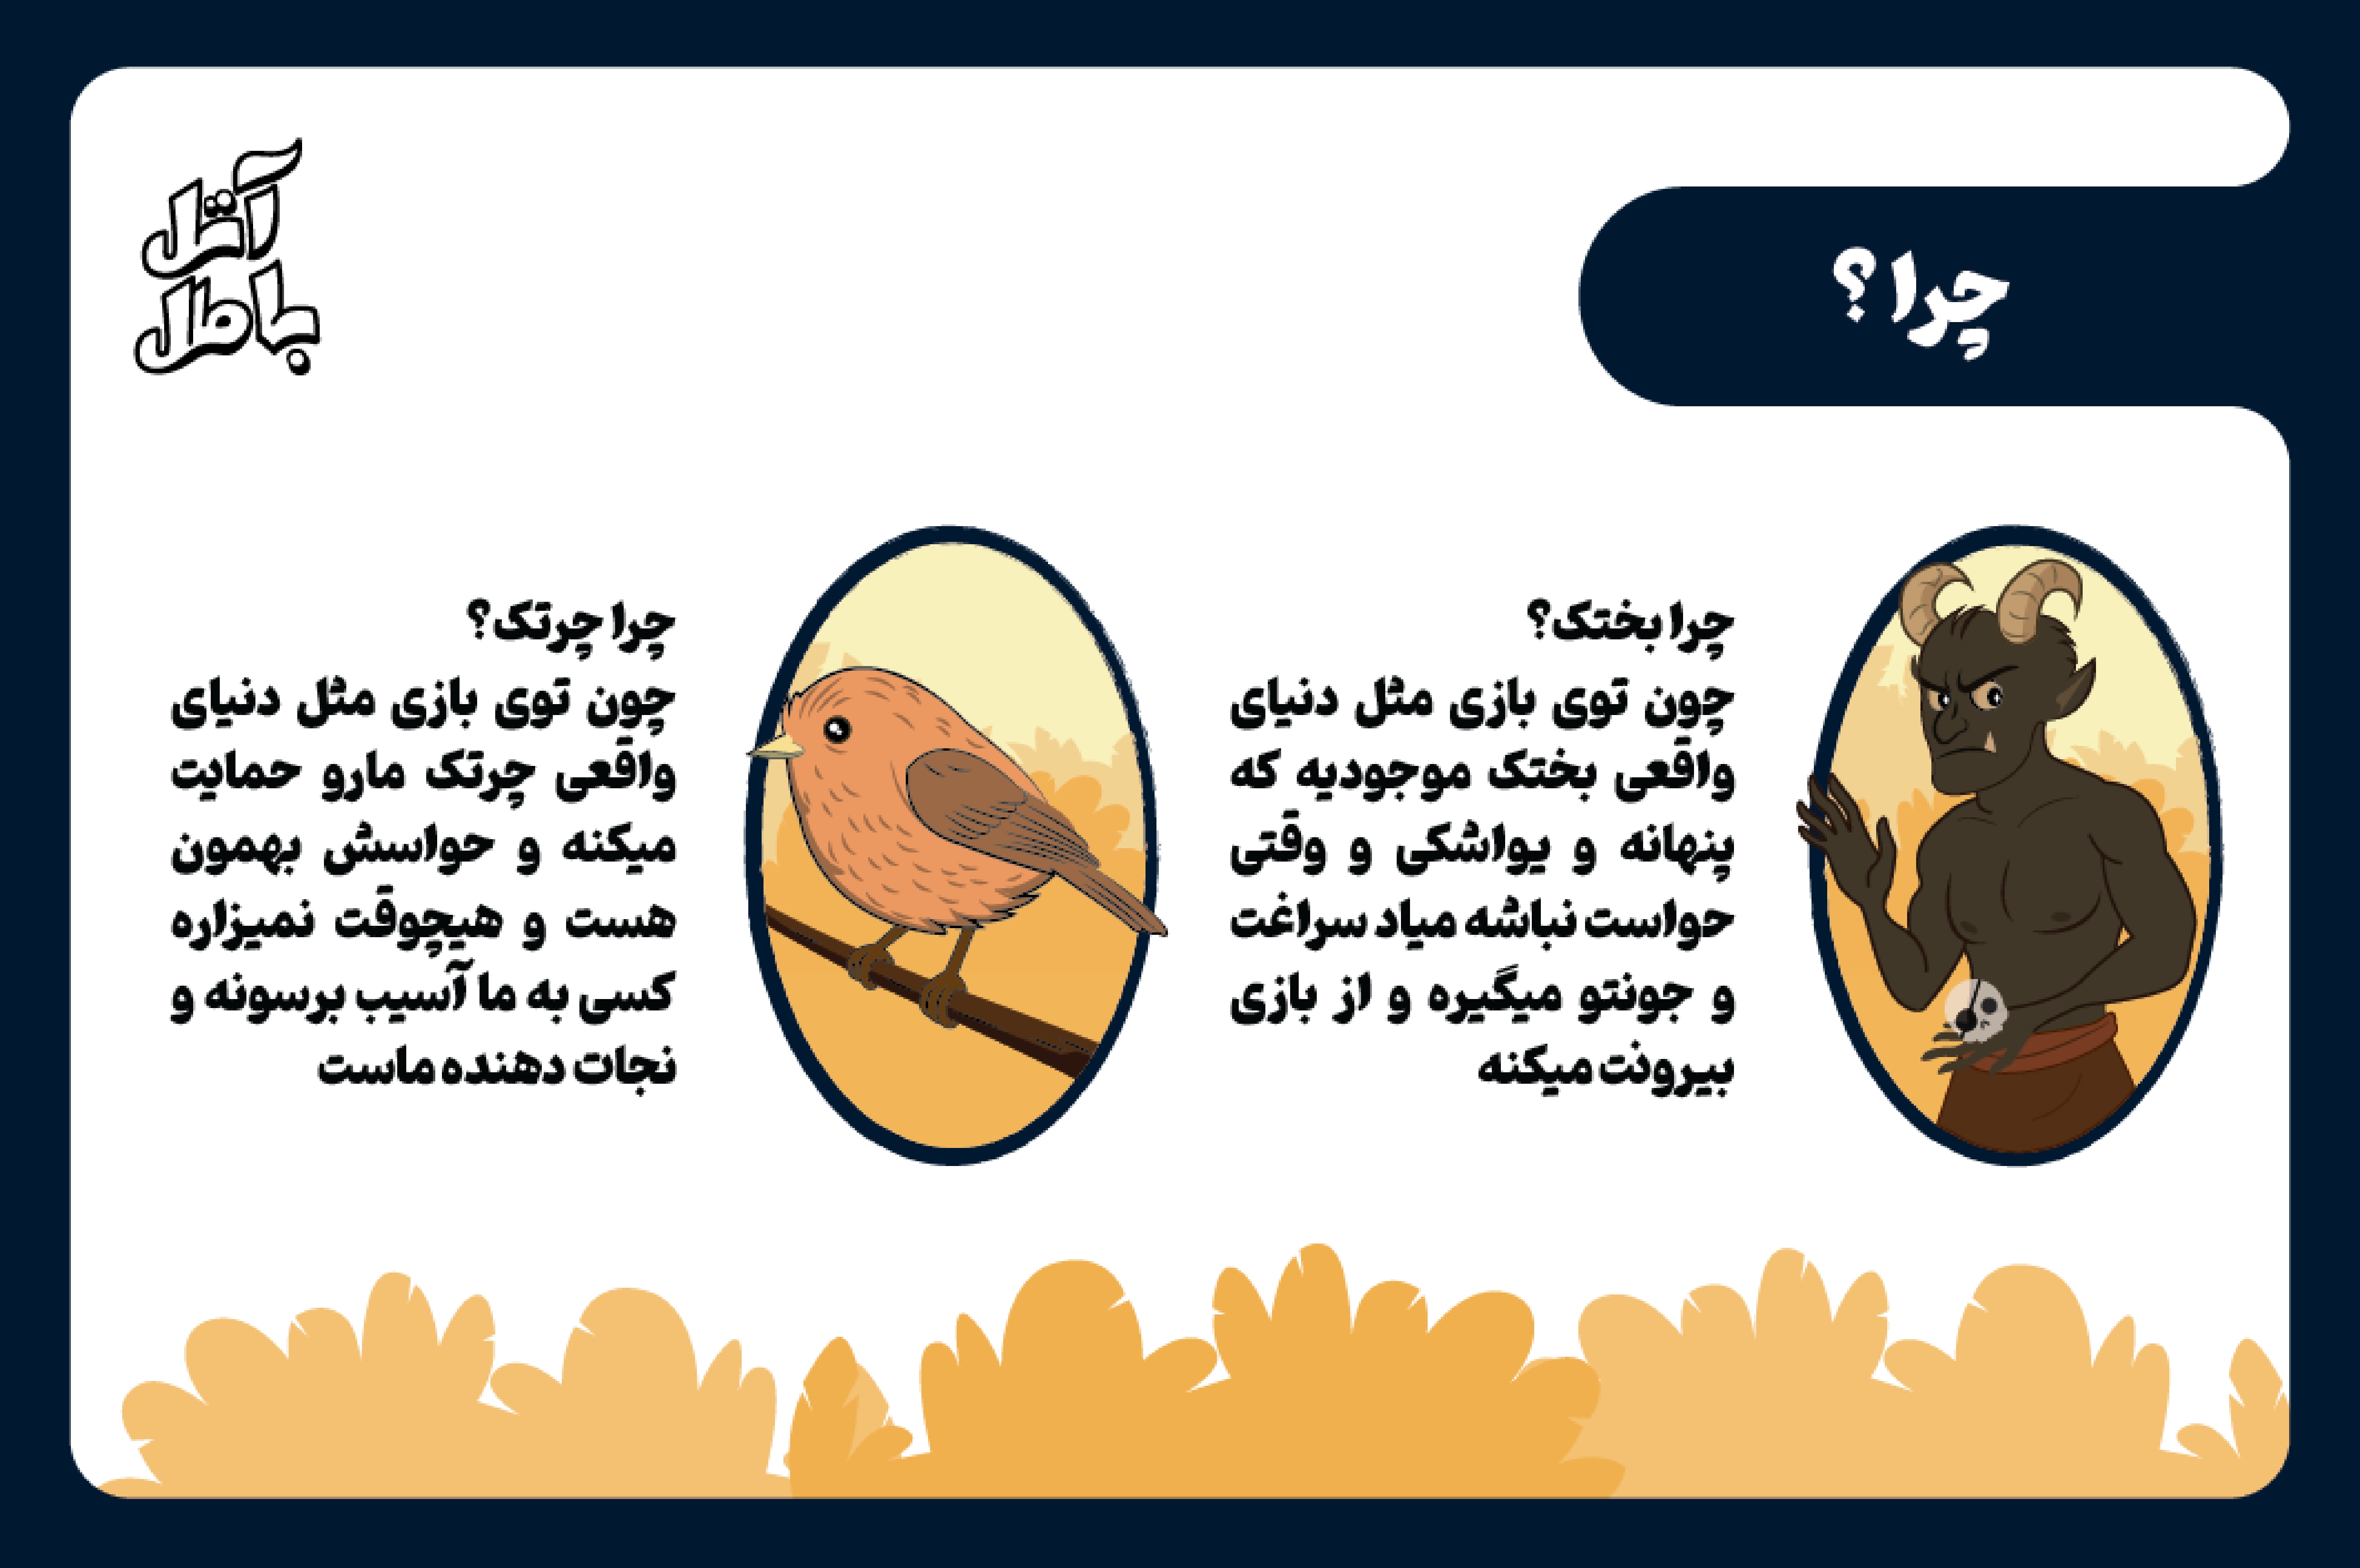 آتل
باطل
چرا؟
چرا بختک؟
چون توی بازی مثل دنیای
واقعی بختک موجودیه که
پنهانه و یواشکی و وقتی
حواست نباشه میاد سراغت
و جونتو میگیره و از بازی
بیرونت میکنه
چرا چرتک؟
چون توی بازی مثل دنیای
واقعی چرتک مارو حمایت
میکنه و حواسش بهمون
هست و هیچوقت نمیزاره
کسی به ما آسیب برسونه و
نجات دهنده ماست